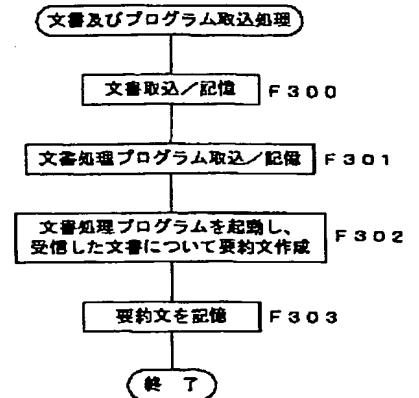 文書及びプログラム取込処理
文書取込／記憶 F300
文書処理プログラム取込／記憶 F301
文書処理プログラムを起動し、
受信した文書について要約文作成 F302
要約文を記憶 F303
終 了